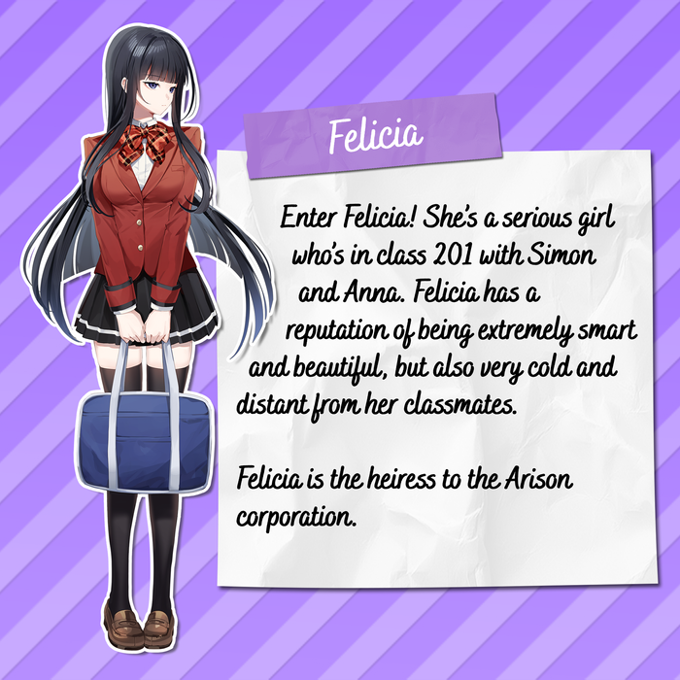 Felicia
Enter Felicia! She's a serious girl
who's in class 201 with Simon
and Anna. Felicia has a
reputation of being extremely smart
and beautiful, but also very cold and
distant from her classmates.
Felicia is the heiress to the Arison
corporation.